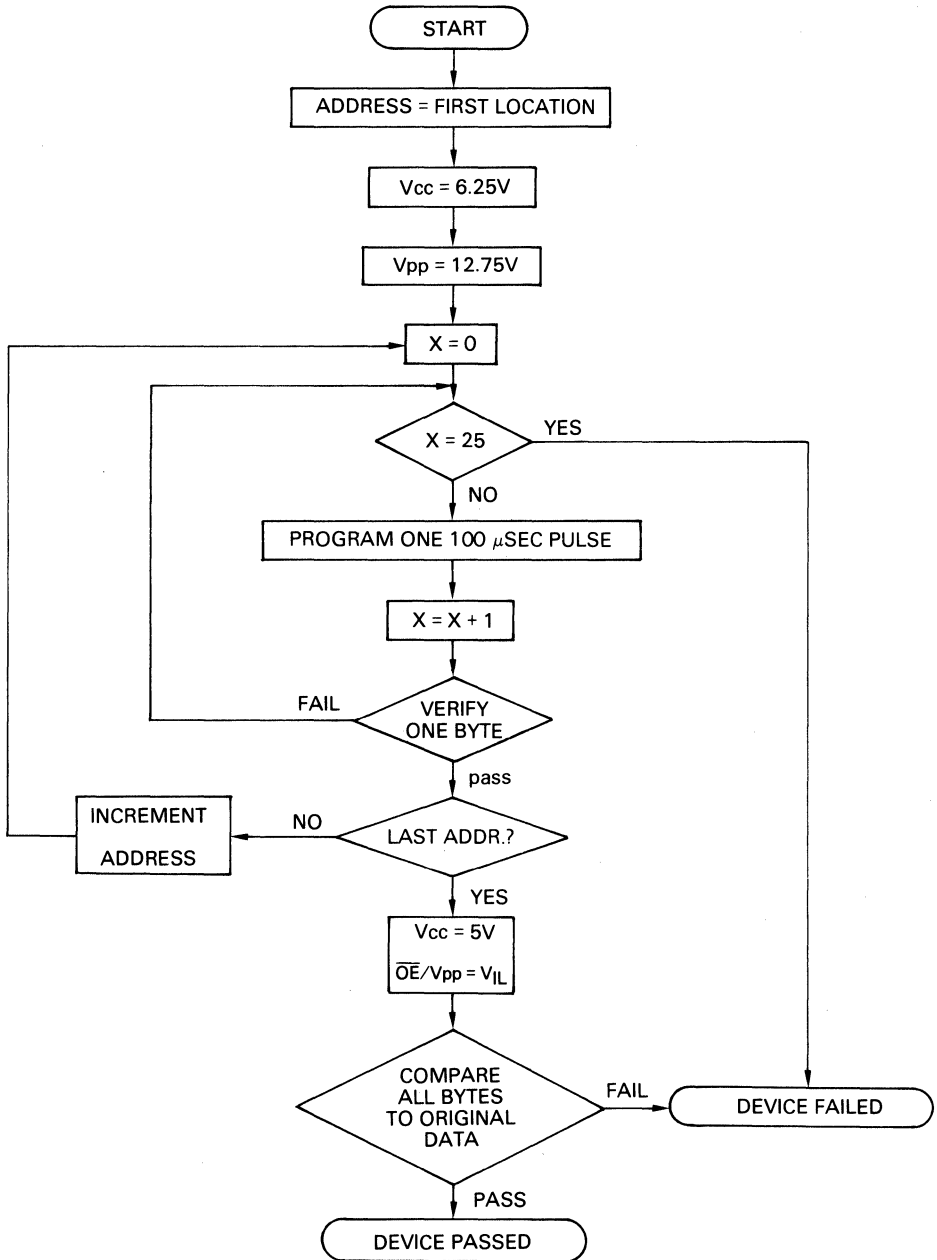 START
ADDRESS = FIRST LOCATION
Vcc = 6.25V
Vpp = 12.75V
X = 0
X = 25
YES
NO
PROGRAM ONE 100 μSEC PULSE
X = X + 1
FAIL
VERIFY
ONE BYTE
pass
INCREMENT
ADDRESS
NO
LAST ADDR.?
YES
Vcc = 5V
O̅E̅/Vpp = VIL
COMPARE
ALL BYTES
TO ORIGINAL
DATA
FAIL
DEVICE FAILED
PASS
DEVICE PASSED